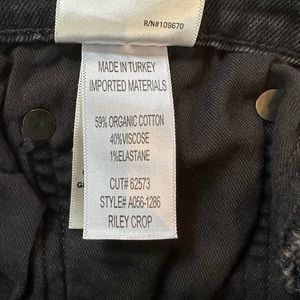 R/N#109670
MADE IN TURKEY
IMPORTED MATERIALS
59% ORGANIC COTTON
40%VISCOSE
1%ELASTANE
CUT# 62573
STYLE# A056-1286
RILEY CROP